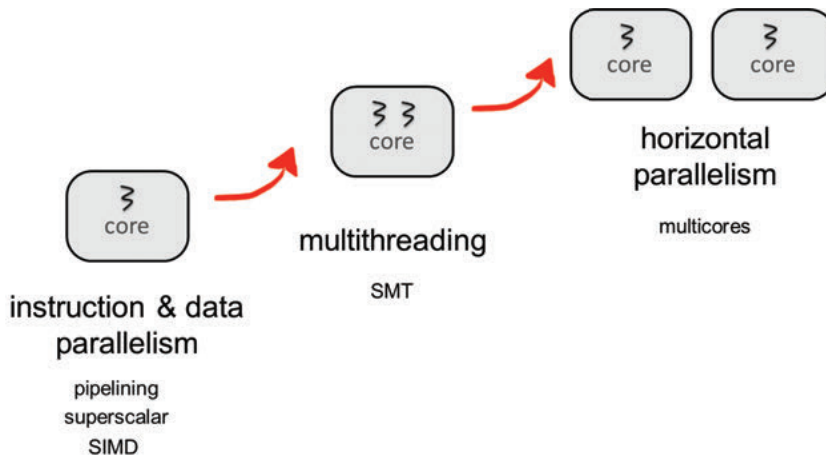 core
instruction & data
parallelism
pipelining
superscalar
SIMD
core
multithreading
SMT
core
core
horizontal
parallelism
multicores